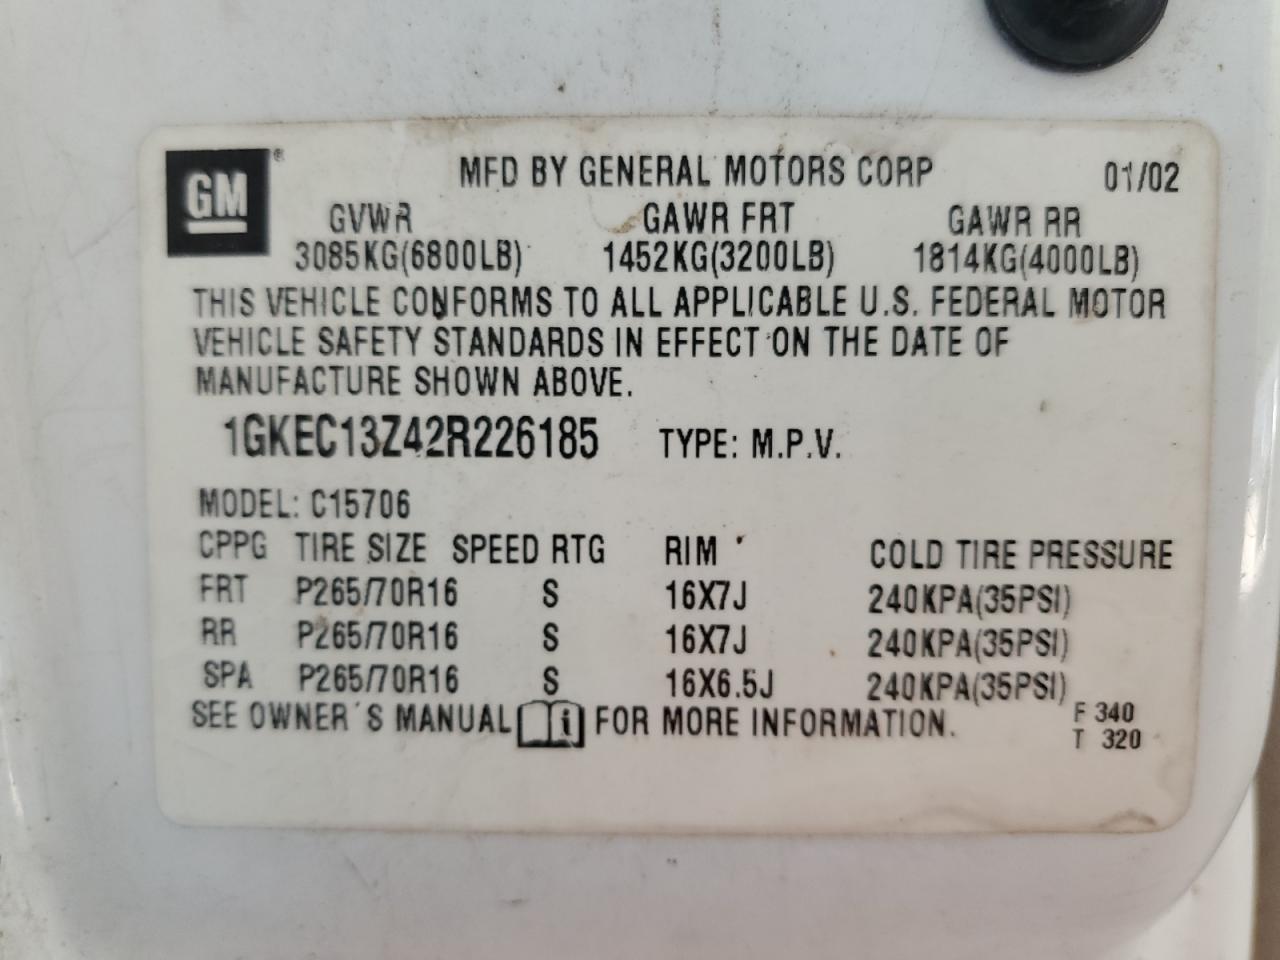 GM® MFD BY GENERAL MOTORS CORP 01/02
GVWR GAWR FRT GAWR RR
3085KG(6800LB) 1452KG(3200LB) 1814KG(4000LB)
THIS VEHICLE CONFORMS TO ALL APPLICABLE U.S. FEDERAL MOTOR
VEHICLE SAFETY STANDARDS IN EFFECT ON THE DATE OF
MANUFACTURE SHOWN ABOVE.
1GKEC13Z42R226185 TYPE: M.P.V.
MODEL: C15706
CPPG TIRE SIZE SPEED RTG RIM COLD TIRE PRESSURE
FRT P265/70R16 S 16X7J 240KPA(35PSI)
RR P265/70R16 S 16X7J 240KPA(35PSI)
SPA P265/70R16 S 16X6.5J 240KPA(35PSI)
SEE OWNER'S MANUAL i FOR MORE INFORMATION. F 340
T 320